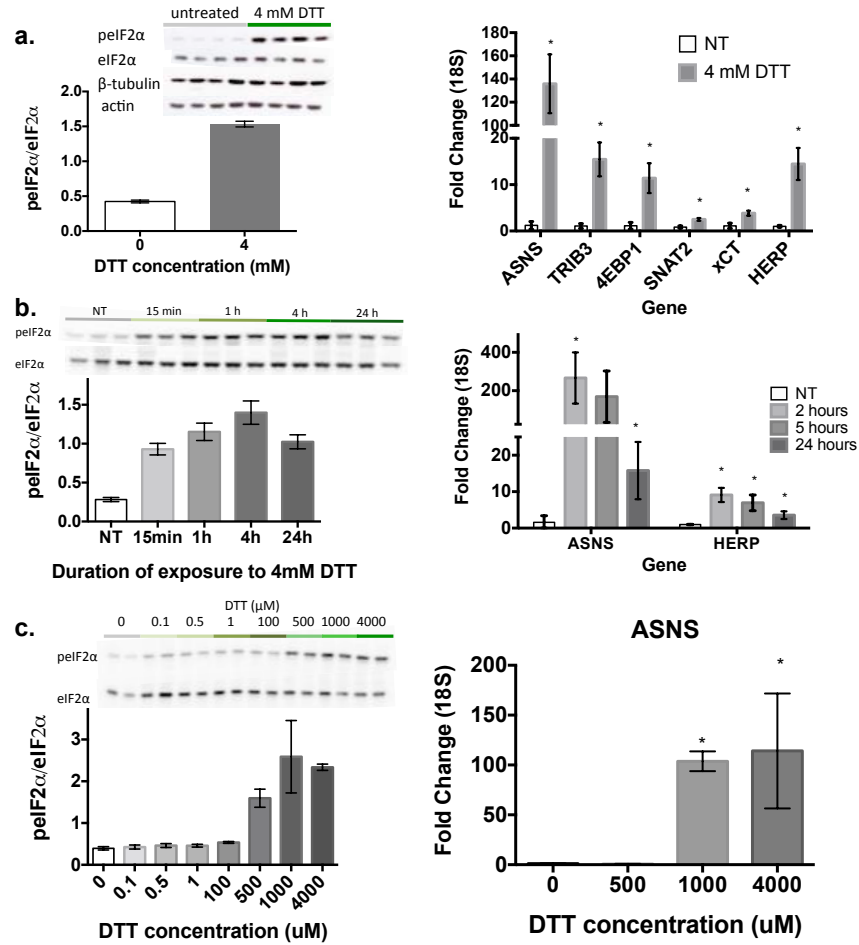 a.
untreated 4 mM DTT
peIF2α
eIF2α
β-tubulin
actin
peIF2α/eIF2α
2.0
1.5
1.0
0.5
0.0
0 4
DTT concentration (mM)
NT
4 mM DTT
Fold Change (18S)
180
160
140
120
100
80
20
10
0
* * * * * *
ASNS TRIB3 4EBP1 SNAT2 xCT HERP
Gene
b.
NT 15 min 1 h 4 h 24 h
peIF2α
eIF2α
peIF2α/eIF2α
1.5
1.0
0.5
0.0
NT 15min 1h 4h 24h
Duration of exposure to 4mM DTT
NT
2 hours
5 hours
24 hours
Fold Change (18S)
400
200
20
10
0
* * * * *
ASNS HERP
Gene
c.
DTT (μM)
0 0.1 0.5 1 100 500 1000 4000
peIF2α
eIF2α
peIF2α/eIF2α
3
2
1
0
0 0.1 0.5 1 100 500 1000 4000
DTT concentration (uM)
ASNS
Fold Change (18S)
200
150
100
50
0
* *
0 500 1000 4000
DTT concentration (uM)